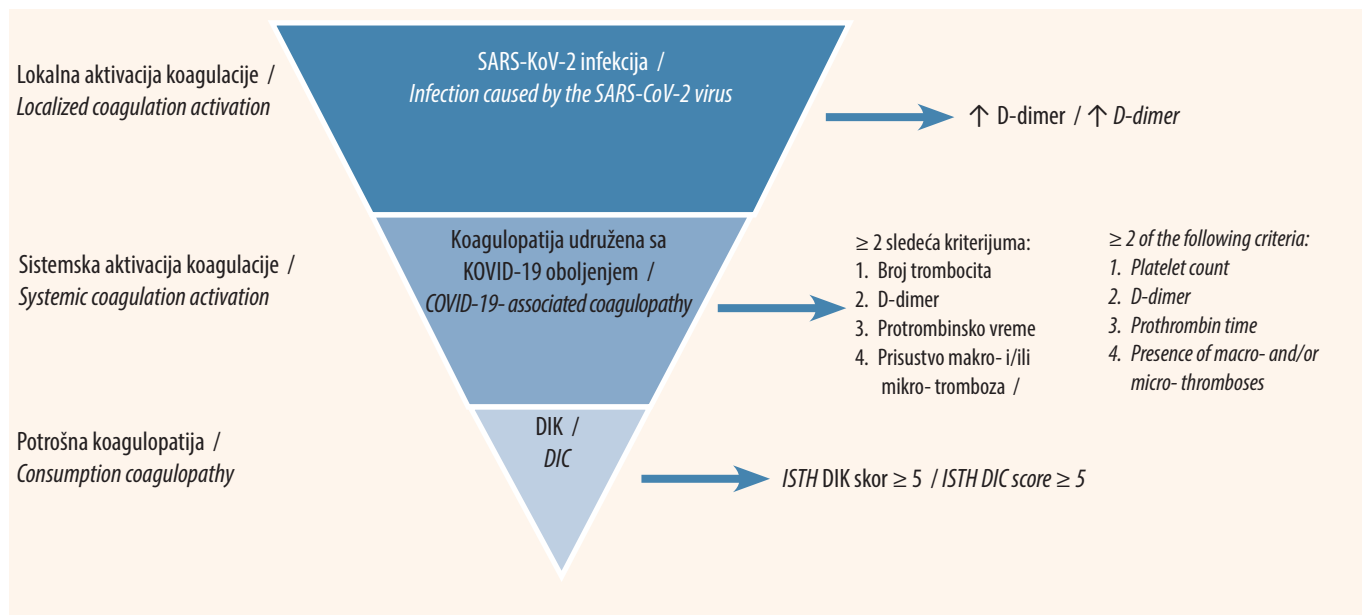 Lokalna aktivacija koagulacije /
Localized coagulation activation
SARS-KoV-2 infekcija /
Infection caused by the SARS-CoV-2 virus
↑ D-dimer / ↑ D-dimer
Sistemska aktivacija koagulacije /
Systemic coagulation activation
Koagulopatija udružena sa
KOVID-19 oboljenjem /
COVID-19- associated coagulopathy
≥ 2 sledeća kriterijuma:
1. Broj trombocita
2. D-dimer
3. Protrombinsko vreme
4. Prisustvo makro- i/ili
mikro- tromboza /
≥ 2 of the following criteria:
1. Platelet count
2. D-dimer
3. Prothrombin time
4. Presence of macro- and/or
micro- thromboses
Potrošna koagulopatija /
Consumption coagulopathy
DIK /
DIC
ISTH DIK skor ≥ 5 / ISTH DIC score ≥ 5